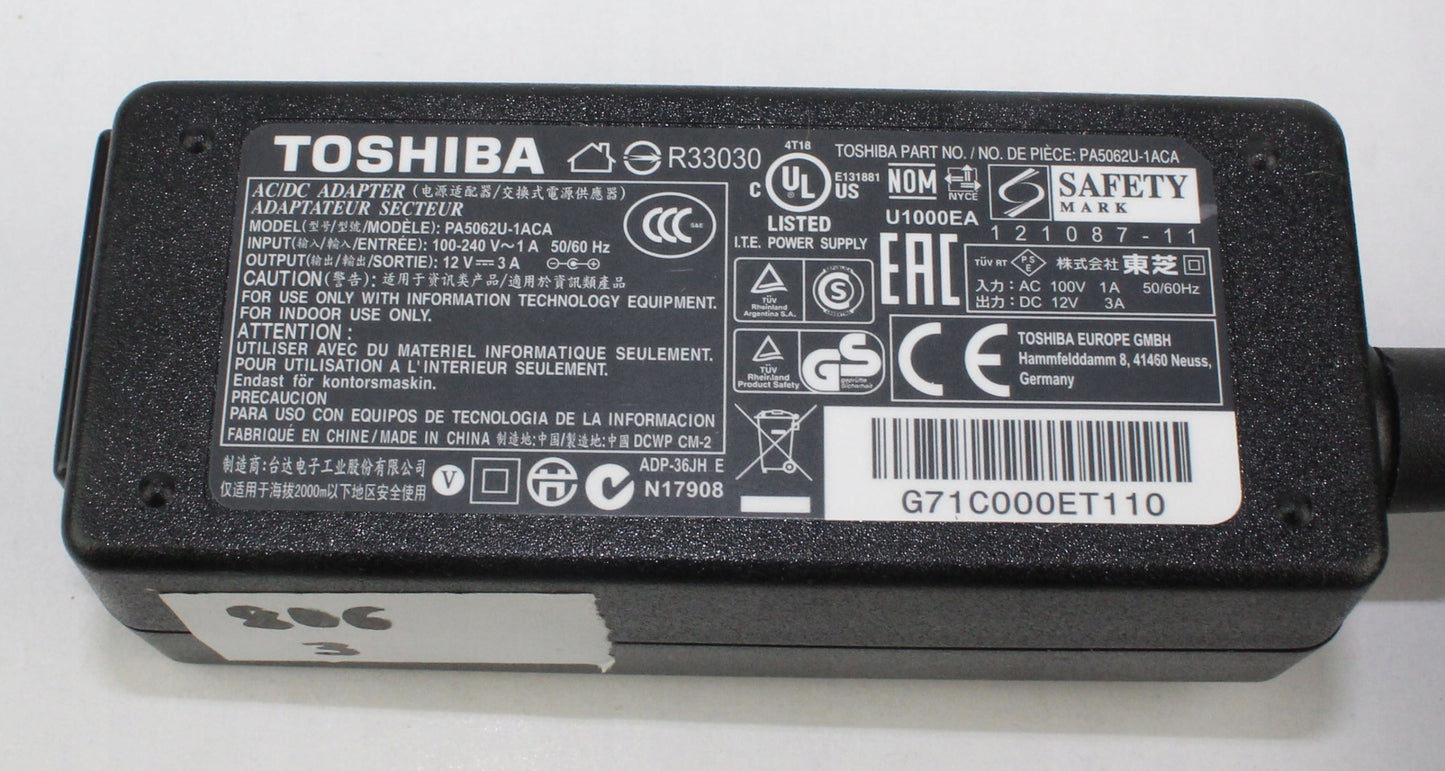 TOSHIBA
R33030
AC/DC ADAPTER (电源适配器/交換式電源供應器)
ADAPTATEUR SECTEUR
MODEL(型号/型號/MODÈLE): PA5062U-1ACA
INPUT(输入/輸入/ENTRÉE): 100-240 V～1 A 50/60 Hz
OUTPUT(输出/輸出/SORTIE): 12 V⎓3 A
CAUTION(警告): 适用于资讯类产品/適用於資訊類產品
FOR USE ONLY WITH INFORMATION TECHNOLOGY EQUIPMENT.
FOR INDOOR USE ONLY.
ATTENTION :
UTILISER AVEC DU MATERIEL INFORMATIQUE SEULEMENT.
POUR UTILISATION A L'INTERIEUR SEULEMENT.
Endast för kontorsmaskin.
PRECAUCION
PARA USO CON EQUIPOS DE TECNOLOGIA DE LA INFORMACION
FABRIQUÉ EN CHINE/MADE IN CHINA 制造地:中国/製造地:中國 DCWP CM-2
制造商:台达电子工业股份有限公司
仅适用于海拔2000m以下地区安全使用
V
ADP-36JH E
N17908
CCC S&E
4T18
C UL US
E131881
LISTED
I.T.E. POWER SUPPLY
TOSHIBA PART NO. / NO. DE PIÈCE: PA5062U-1ACA
NOM
NYCE
U1000EA
SAFETY
MARK
121087-11
EAC
TÜV RT PSE 株式会社 東芝
入力: AC 100V 1A 50/60Hz
出力: DC 12V 3A
TÜV
Rheinland
Argentina S.A.
S
TÜV
Rheinland
Product Safety
GS
geprüfte
Sicherheit
CE
TOSHIBA EUROPE GMBH
Hammfelddamm 8, 41460 Neuss,
Germany
G71C000ET110
806
3